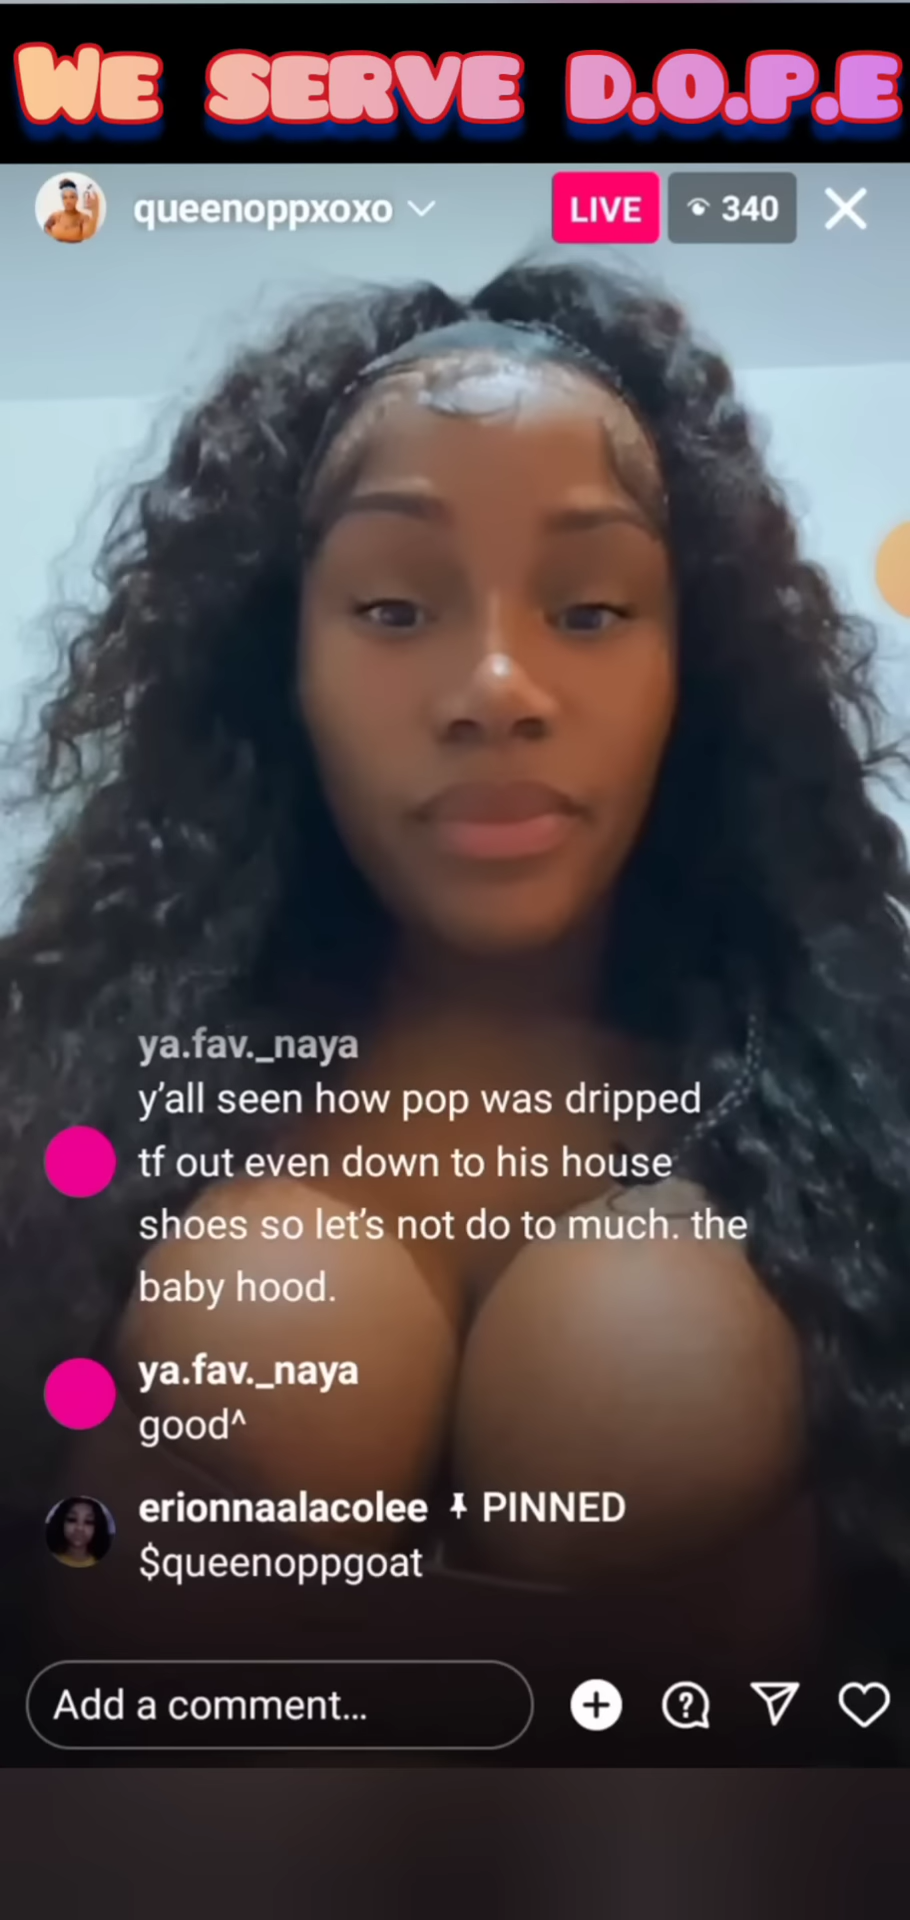 WE SERVE D.O.P.E
queenoppxoxo
LIVE
340
ya.fav._naya
y'all seen how pop was dripped
tf out even down to his house
shoes so let's not do to much. the
baby hood.
ya.fav._naya
good^
erionnaalacolee PINNED
$queenoppgoat
Add a comment...